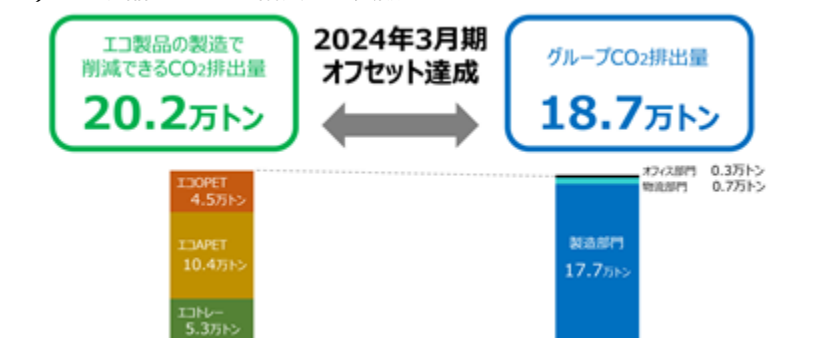 エコ製品の製造で
削減できるCO2排出量
20.2万トン
2024年3月期
オフセット達成
グループCO2排出量
18.7万トン
エコOPET
4.5万トン
エコAPET
10.4万トン
エコトレー
5.3万トン
オフィス部門 0.3万トン
物流部門 0.7万トン
製造部門
17.7万トン